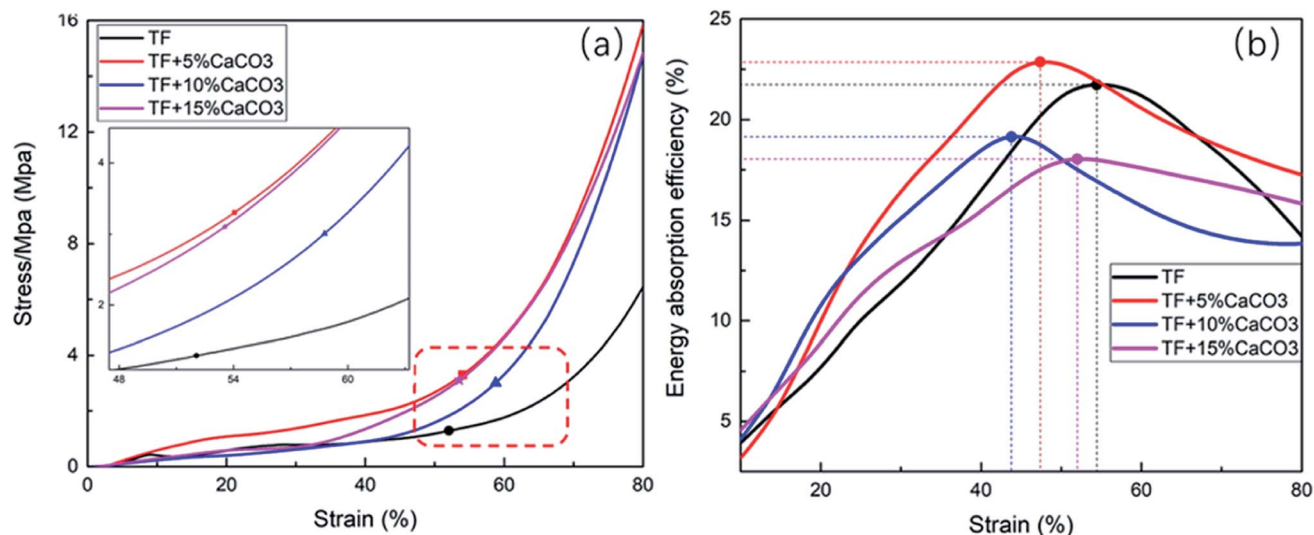 (a)
TF
TF+5%CaCO3
TF+10%CaCO3
TF+15%CaCO3
Stress/Mpa (Mpa)
16
12
8
4
0
4
2
48 54 60
0 20 40 60 80
Strain (%)
(b)
Energy absorption efficiency (%)
25
20
15
10
5
TF
TF+5%CaCO3
TF+10%CaCO3
TF+15%CaCO3
20 40 60 80
Strain (%)